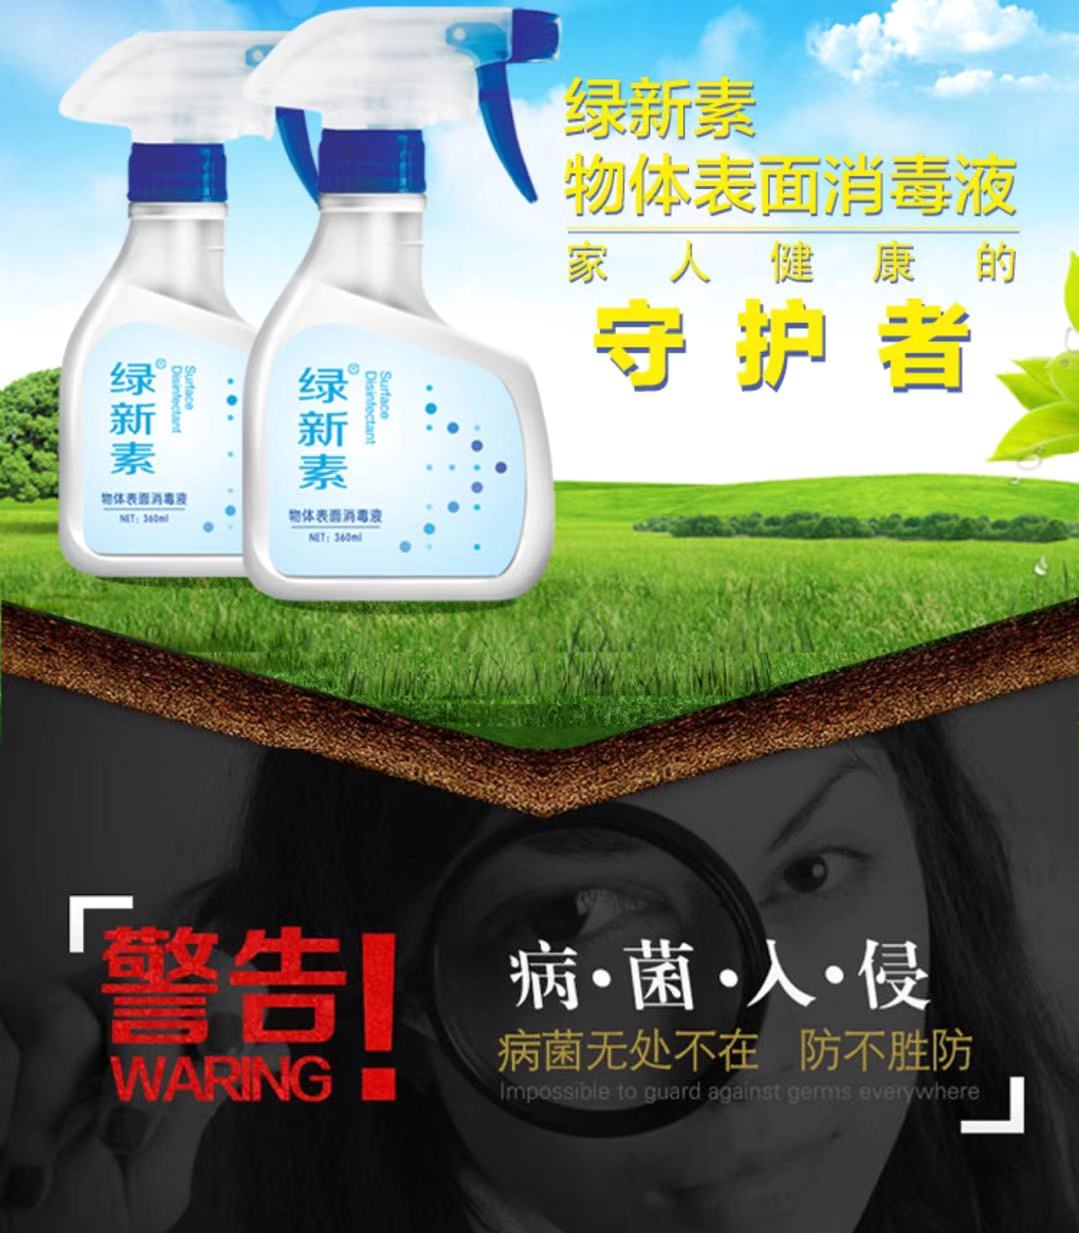 绿新素
物体表面消毒液
家人健康的
守护者
绿新素®
Surface
Disinfectant
物体表面消毒液
NET: 360ml
绿新素®
Surface
Disinfectant
物体表面消毒液
NET: 360ml
警告!
WARING
病·菌·入·侵
病菌无处不在 防不胜防
Impossible to guard against germs everywhere